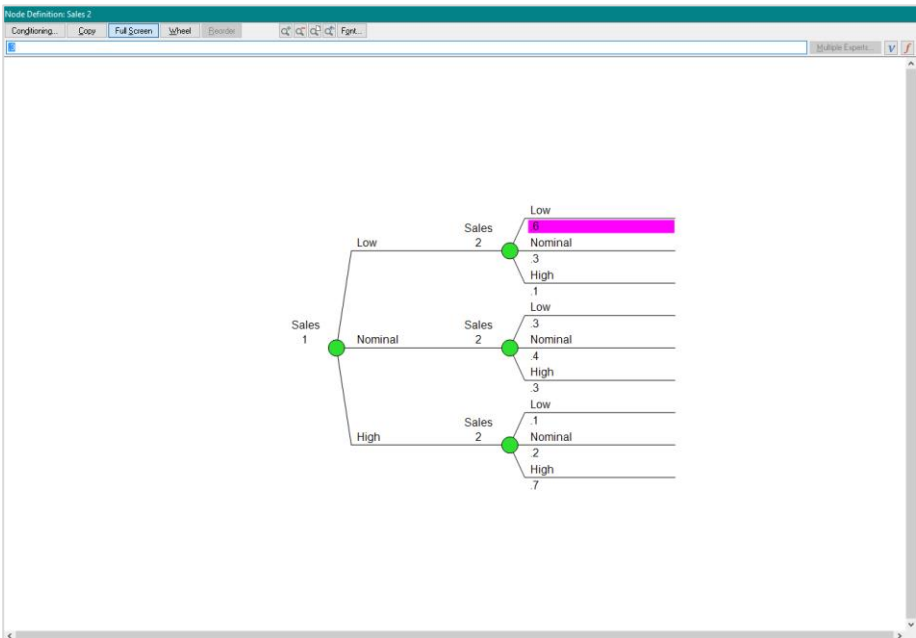 Node Definition: Sales 2
Conditioning... Copy Full Screen Wheel Reorder Font...
Multiple Experts... V f
Low
Sales .6
Low 2 Nominal
.3
High
.1
Low
Sales Sales .3
1 Nominal 2 Nominal
.4
High
.3
Low
Sales .1
High 2 Nominal
.2
High
.7